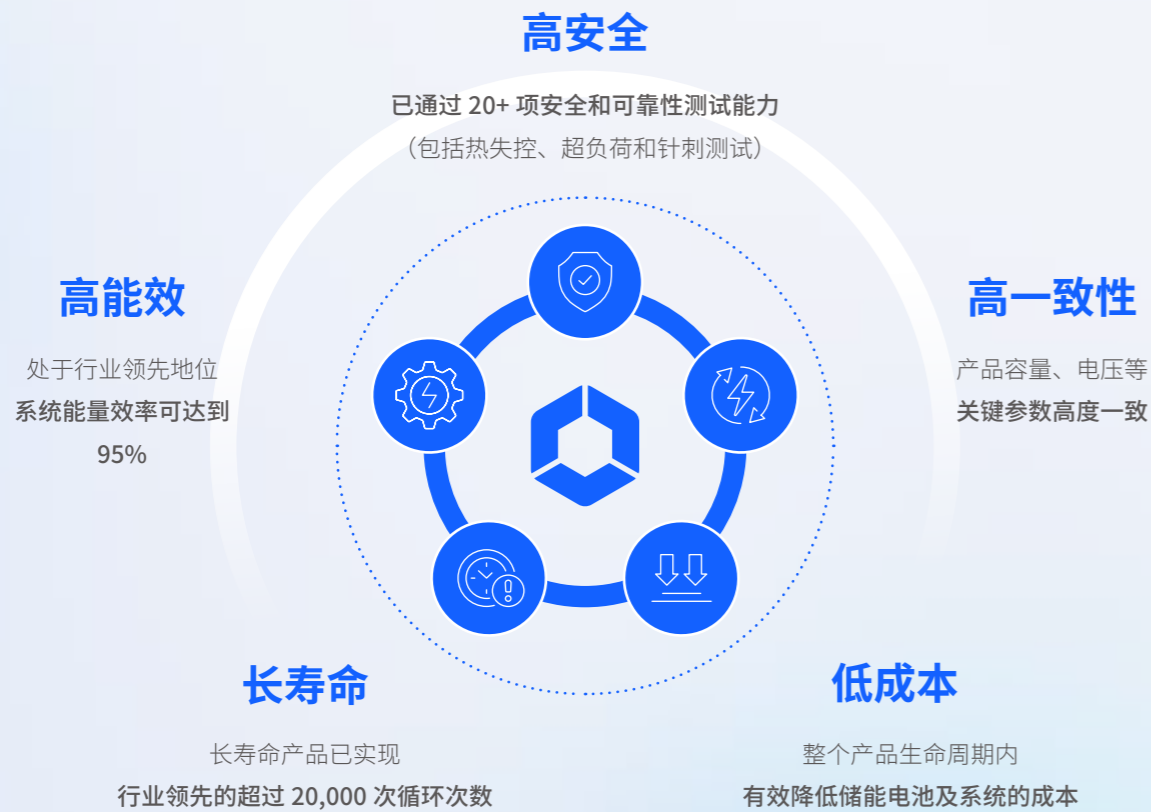 高安全
已通过 20+ 项安全和可靠性测试能力
（包括热失控、超负荷和针刺测试）
高能效
处于行业领先地位
系统能量效率可达到
95%
高一致性
产品容量、电压等
关键参数高度一致
长寿命
长寿命产品已实现
行业领先的超过 20,000 次循环次数
低成本
整个产品生命周期内
有效降低储能电池及系统的成本